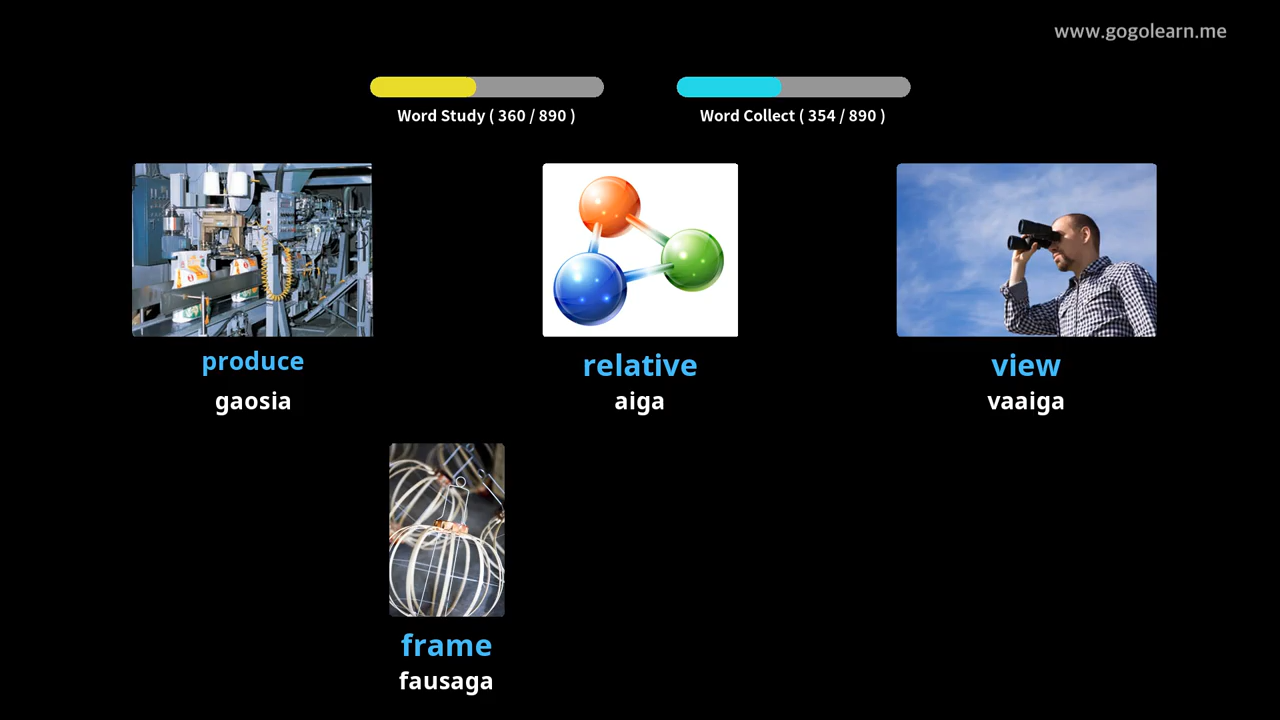 www.gogolearn.me
Word Study ( 360 / 890 )
Word Collect ( 354 / 890 )
produce
gaosia
relative
aiga
view
vaaiga
frame
fausaga